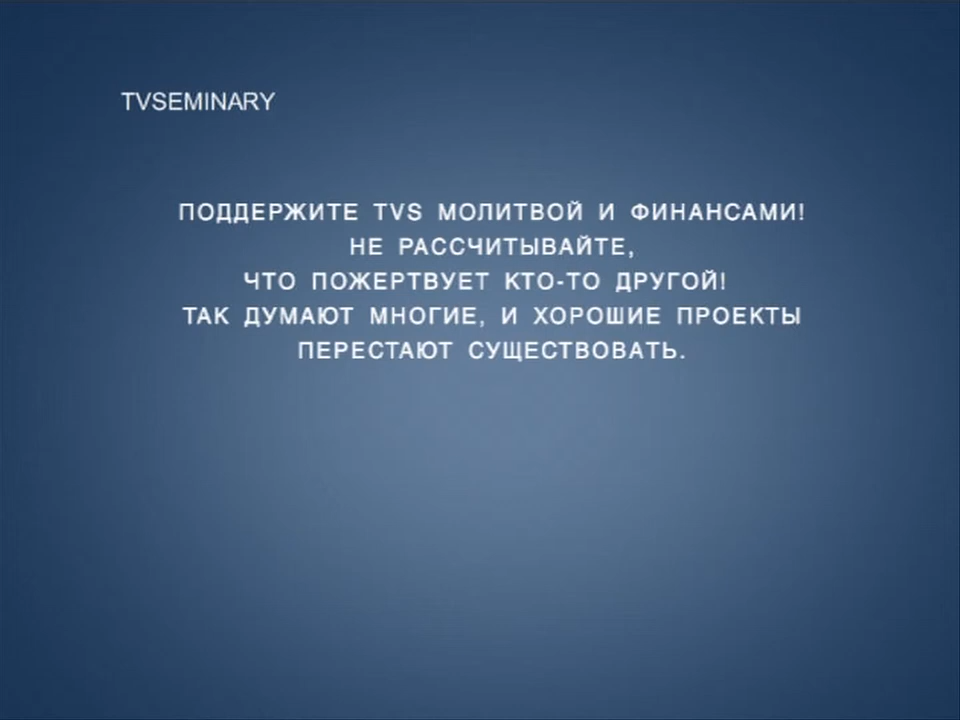 TVSEMINARY
ПОДДЕРЖИТЕ TVS МОЛИТВОЙ И ФИНАНСАМИ!
НЕ РАССЧИТЫВАЙТЕ,
ЧТО ПОЖЕРТВУЕТ КТО-ТО ДРУГОЙ!
ТАК ДУМАЮТ МНОГИЕ, И ХОРОШИЕ ПРОЕКТЫ
ПЕРЕСТАЮТ СУЩЕСТВОВАТЬ.